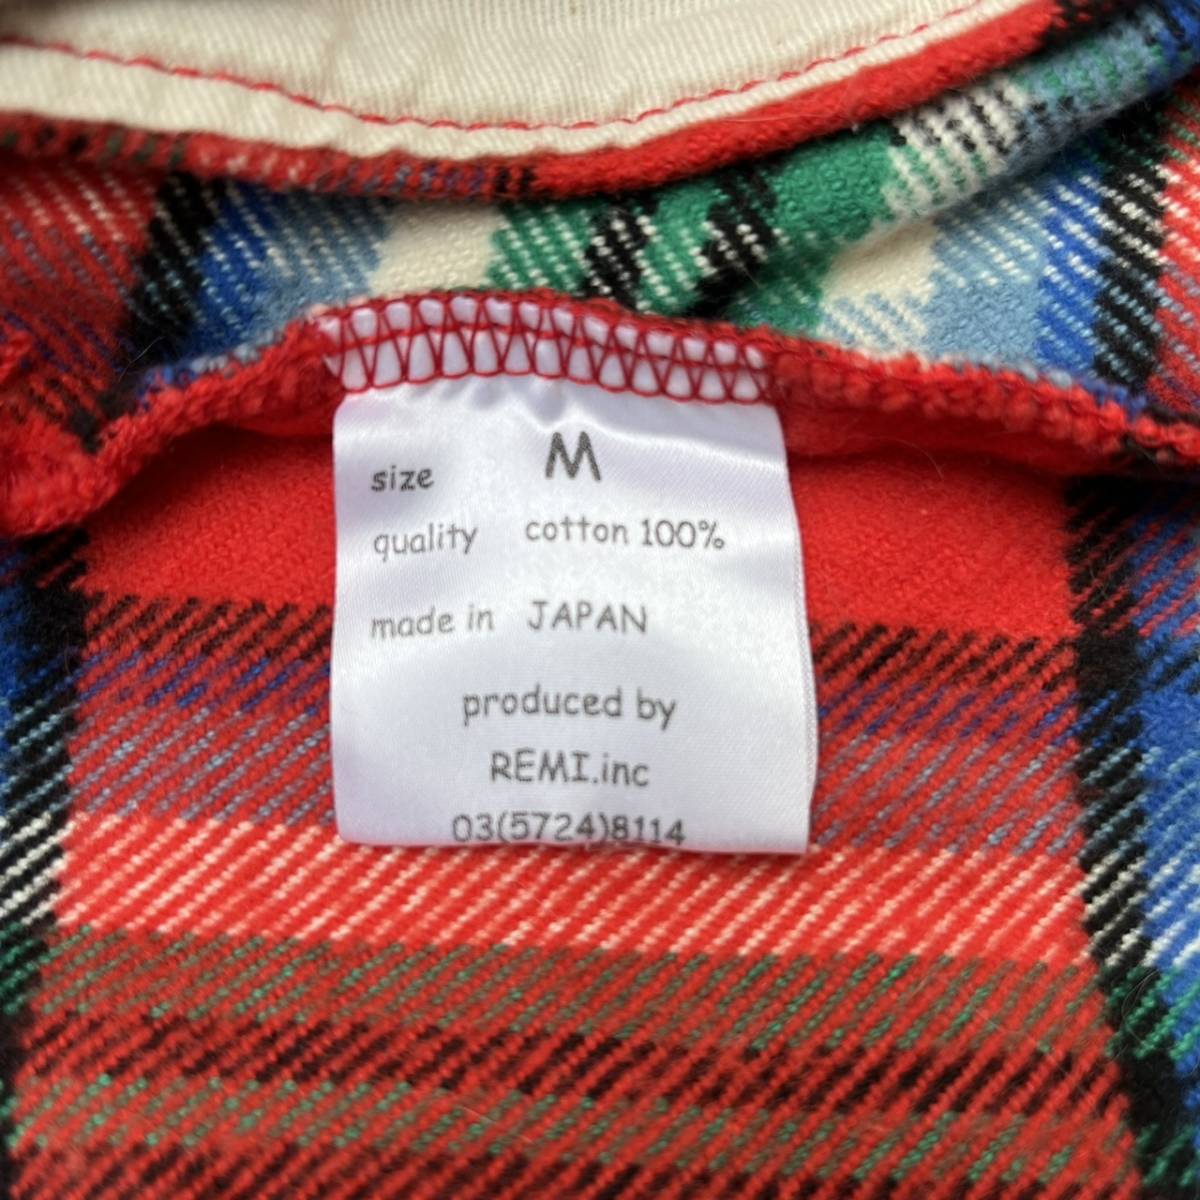 size M
quality cotton 100%
made in JAPAN
produced by
REMI.inc
03(5724)8114